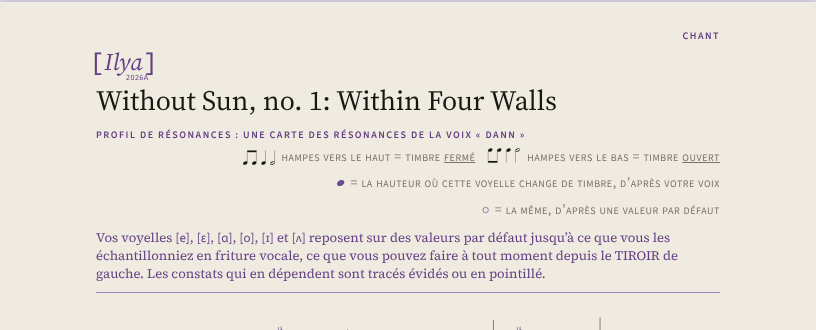 CHANT
[Ilya]
2026A
Without Sun, no. 1: Within Four Walls
PROFIL DE RÉSONANCES : UNE CARTE DES RÉSONANCES DE LA VOIX « DANN »
HAMPES VERS LE HAUT = TIMBRE FERMÉ HAMPES VERS LE BAS = TIMBRE OUVERT
= LA HAUTEUR OÙ CETTE VOYELLE CHANGE DE TIMBRE, D’APRÈS VOTRE VOIX
= LA MÊME, D’APRÈS UNE VALEUR PAR DÉFAUT
Vos voyelles [e], [ɛ], [ɑ], [o], [ɪ] et [ʌ] reposent sur des valeurs par défaut jusqu’à ce que vous les
échantillonniez en friture vocale, ce que vous pouvez faire à tout moment depuis le TIROIR de
gauche. Les constats qui en dépendent sont tracés évidés ou en pointillé.